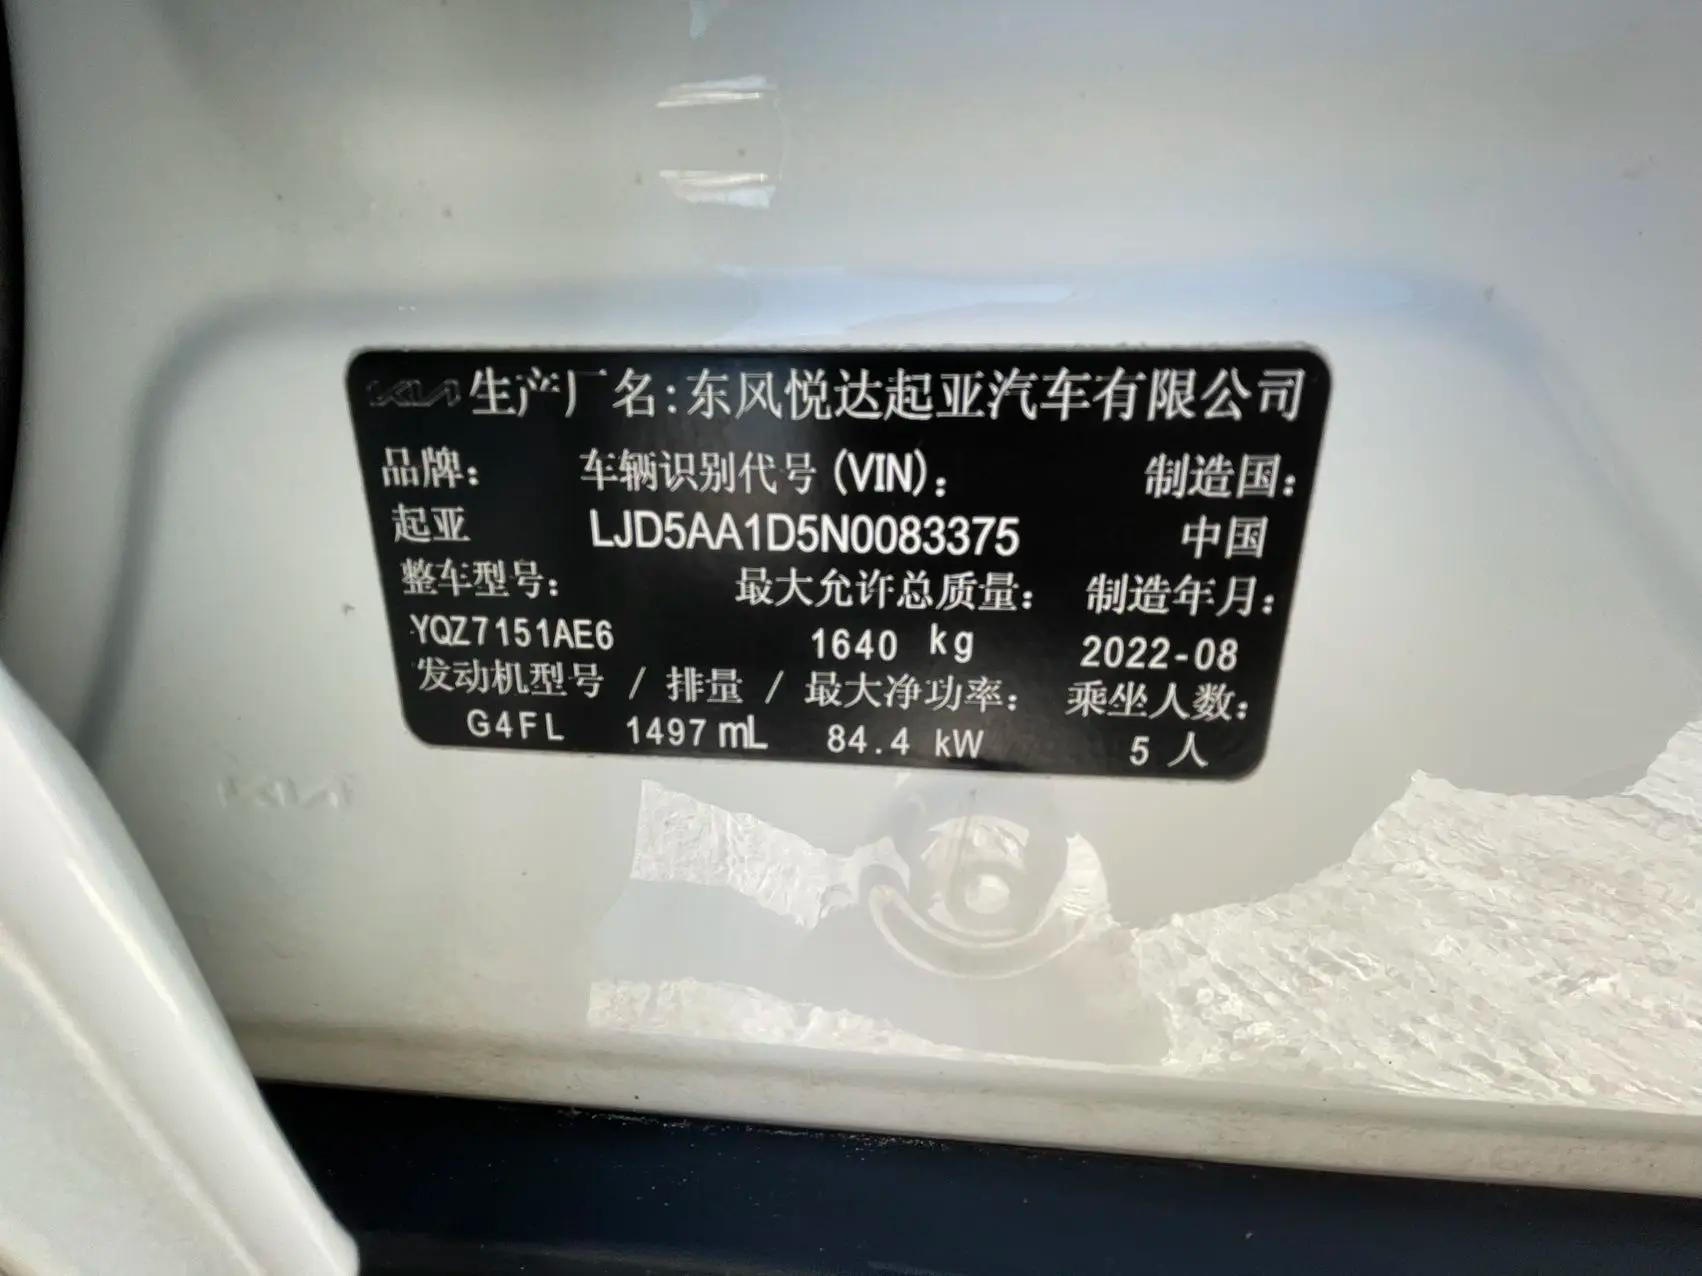 KIA 生产厂名:东风悦达起亚汽车有限公司
品牌: 车辆识别代号(VIN): 制造国:
起亚 LJD5AA1D5N0083375 中国
整车型号: 最大允许总质量: 制造年月:
YQZ7151AE6 1640 kg 2022-08
发动机型号 / 排量 / 最大净功率: 乘坐人数:
G4FL 1497 mL 84.4 kW 5 人
KIA